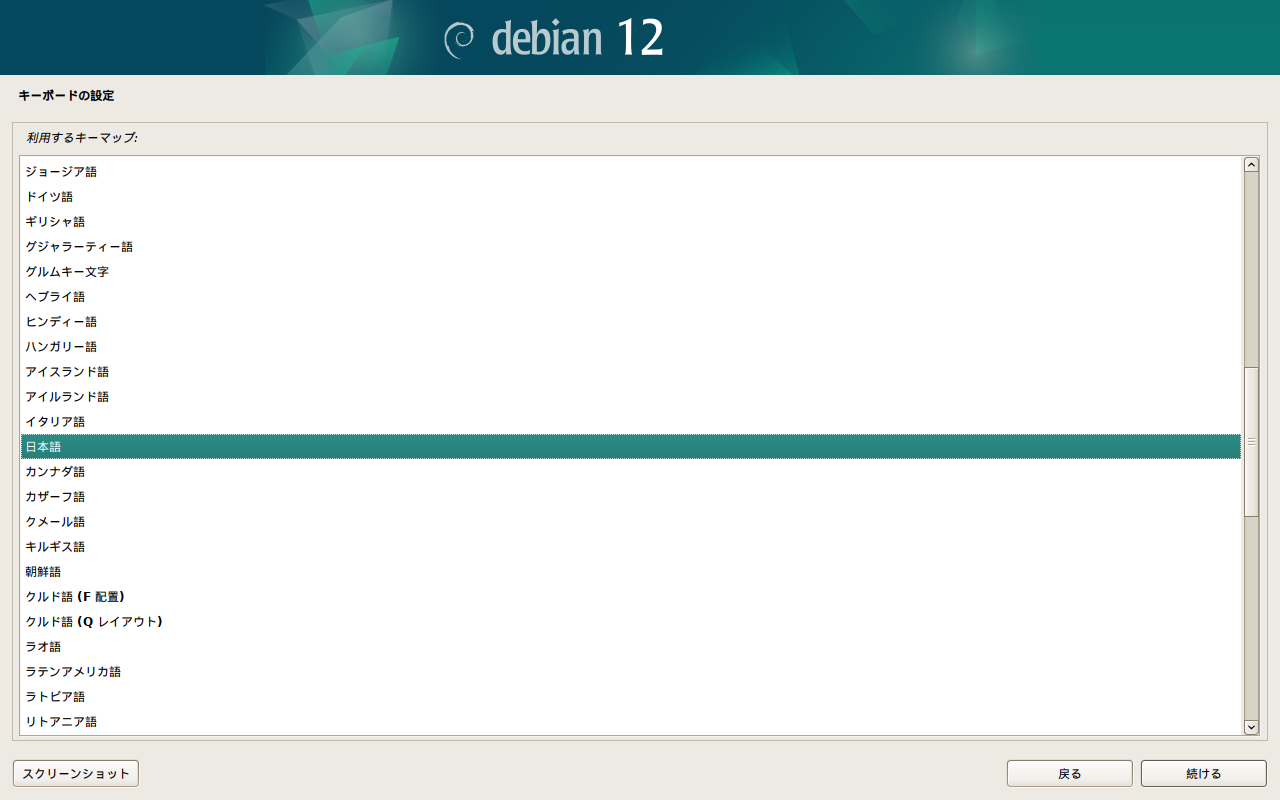 debian 12
キーボードの設定
利用するキーマップ:
ジョージア語
ドイツ語
ギリシャ語
グジャラーティー語
グルムキー文字
ヘブライ語
ヒンディー語
ハンガリー語
アイスランド語
アイルランド語
イタリア語
日本語
カンナダ語
カザーフ語
クメール語
キルギス語
朝鮮語
クルド語 (F 配置)
クルド語 (Q レイアウト)
ラオ語
ラテンアメリカ語
ラトビア語
リトアニア語
スクリーンショット 戻る 続ける